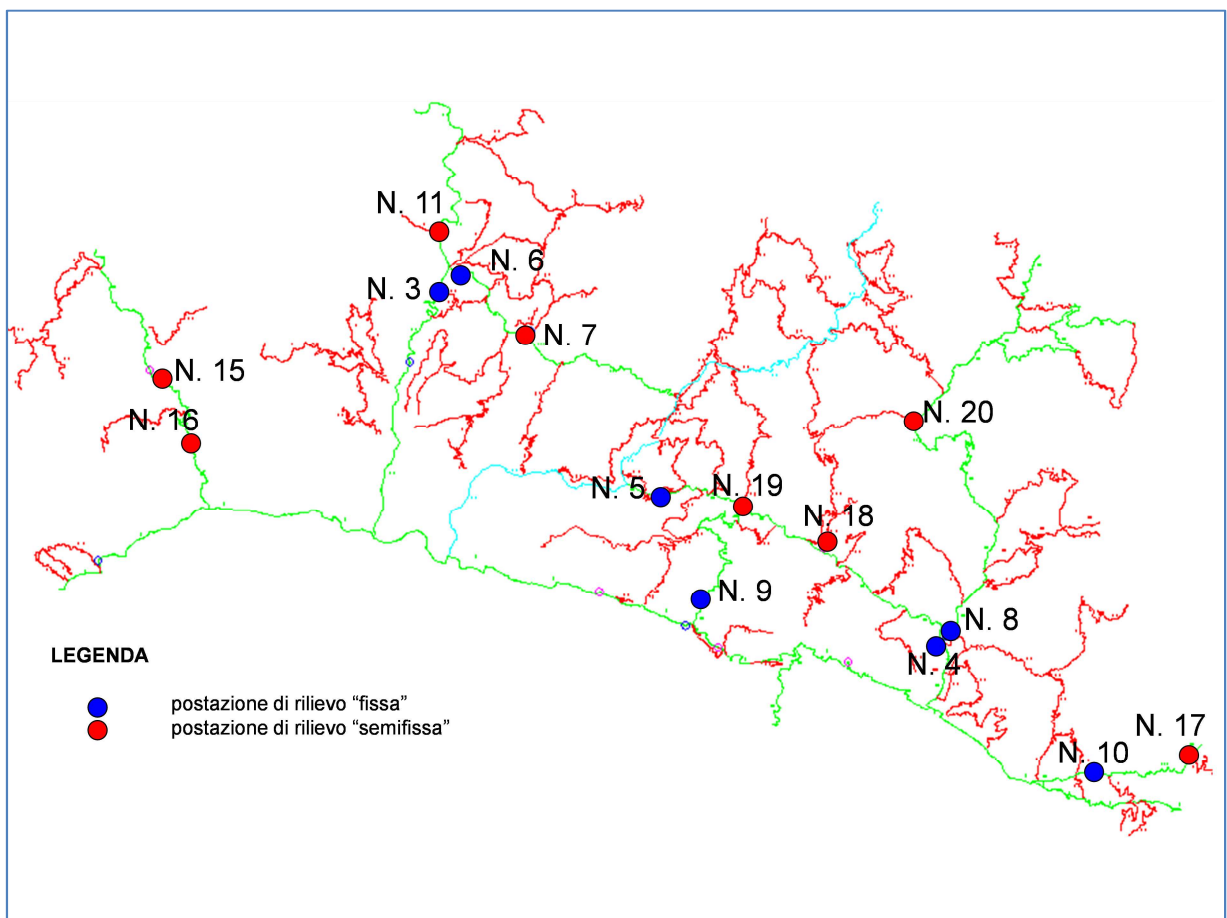 N. 11
N. 6
N. 3
N. 7
N. 15
N. 16
N. 20
N. 5
N. 19
N. 18
N. 9
N. 8
N. 4
N. 17
N. 10
LEGENDA
postazione di rilievo “fissa”
postazione di rilievo “semifissa”